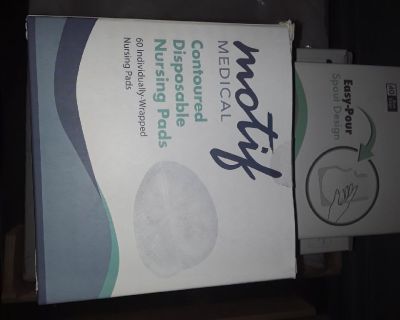 motif
MEDICAL
Contoured
Disposable
Nursing Pads
60 Individually-Wrapped
Nursing Pads
Easy-Pour
Spout Design